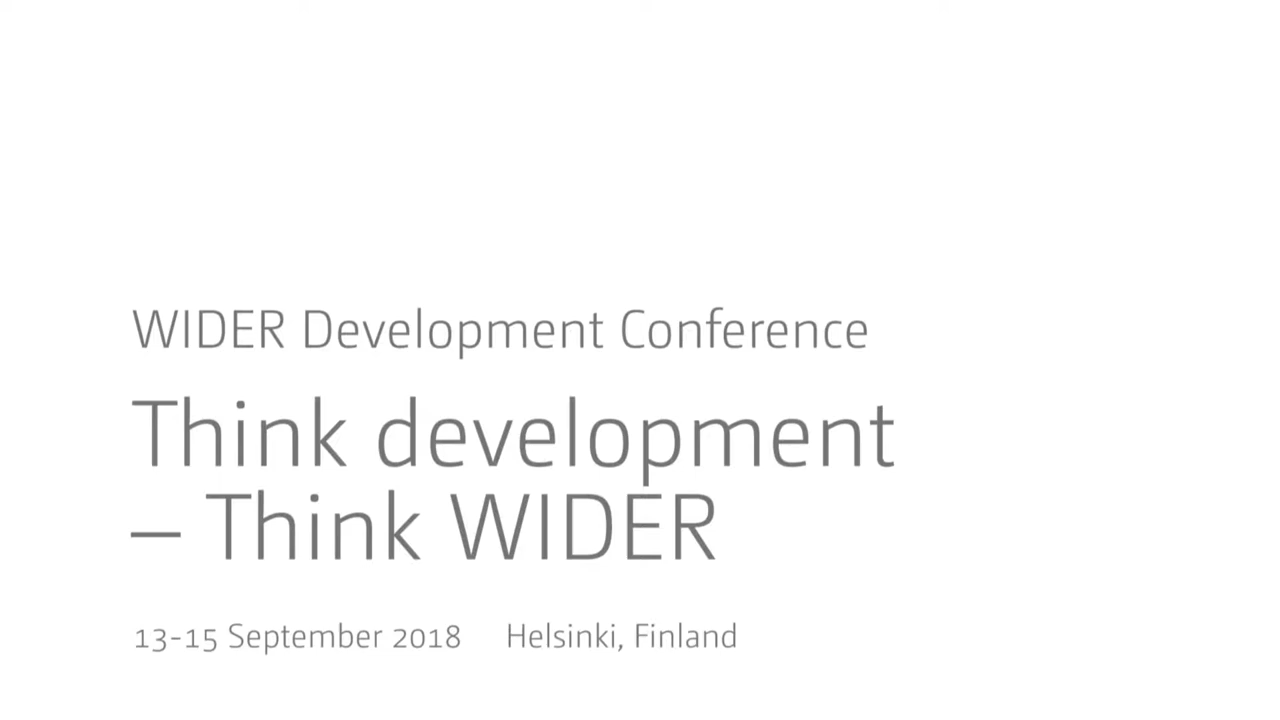 WIDER Development Conference
Think development
– Think WIDER
13-15 September 2018 Helsinki, Finland